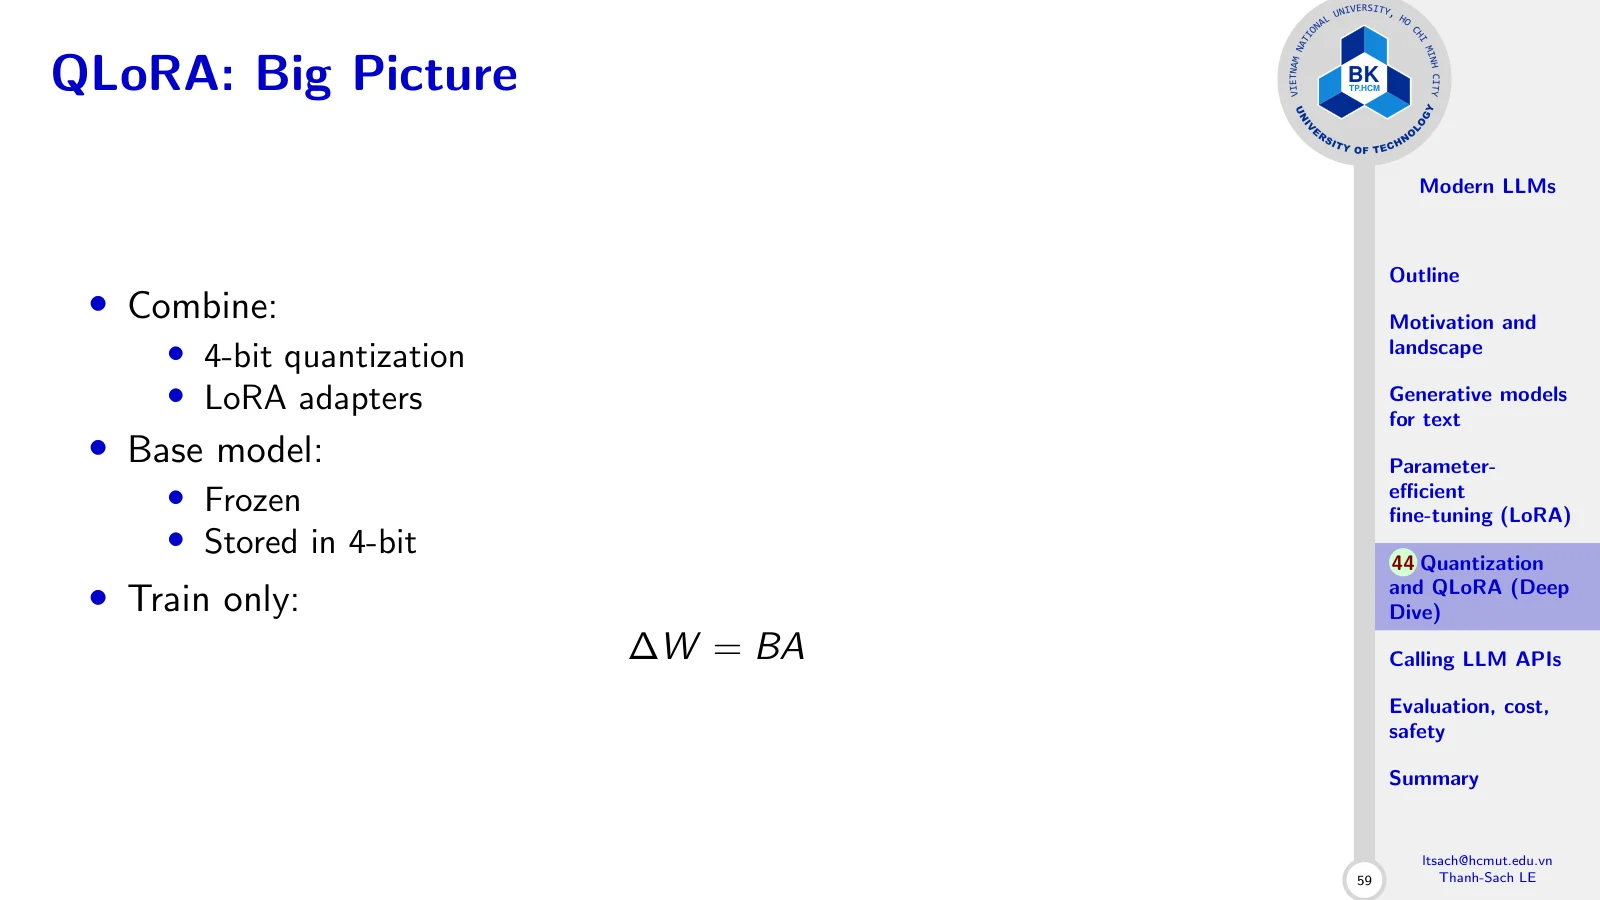 QLoRA: Big Picture
• Combine:
• 4-bit quantization
• LoRA adapters
• Base model:
• Frozen
• Stored in 4-bit
• Train only:
ΔW = BA
VIETNAM NATIONAL UNIVERSITY, HO CHI MINH CITY
BK
TP.HCM
UNIVERSITY OF TECHNOLOGY
Modern LLMs
Outline
Motivation and
landscape
Generative models
for text
Parameter-
efficient
fine-tuning (LoRA)
44 Quantization
and QLoRA (Deep
Dive)
Calling LLM APIs
Evaluation, cost,
safety
Summary
ltsach@hcmut.edu.vn
Thanh-Sach LE
59